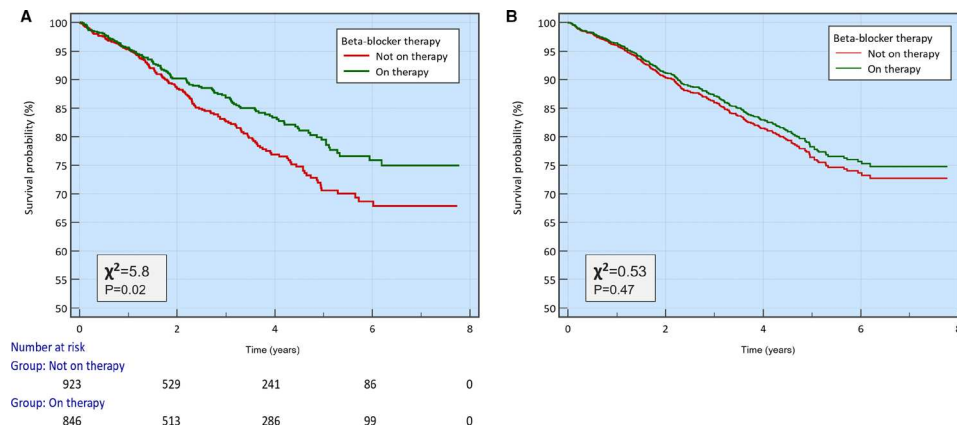 A
Beta-blocker therapy
Not on therapy
On therapy
Survival probability (%)
100
95
90
85
80
75
70
65
60
55
50
χ²=5.8
P=0.02
0 2 4 6 8
Time (years)
Number at risk
Group: Not on therapy
923 529 241 86 0
Group: On therapy
846 513 286 99 0
B
Beta-blocker therapy
Not on therapy
On therapy
Survival probability (%)
100
95
90
85
80
75
70
65
60
55
50
χ²=0.53
P=0.47
0 2 4 6 8
Time (years)